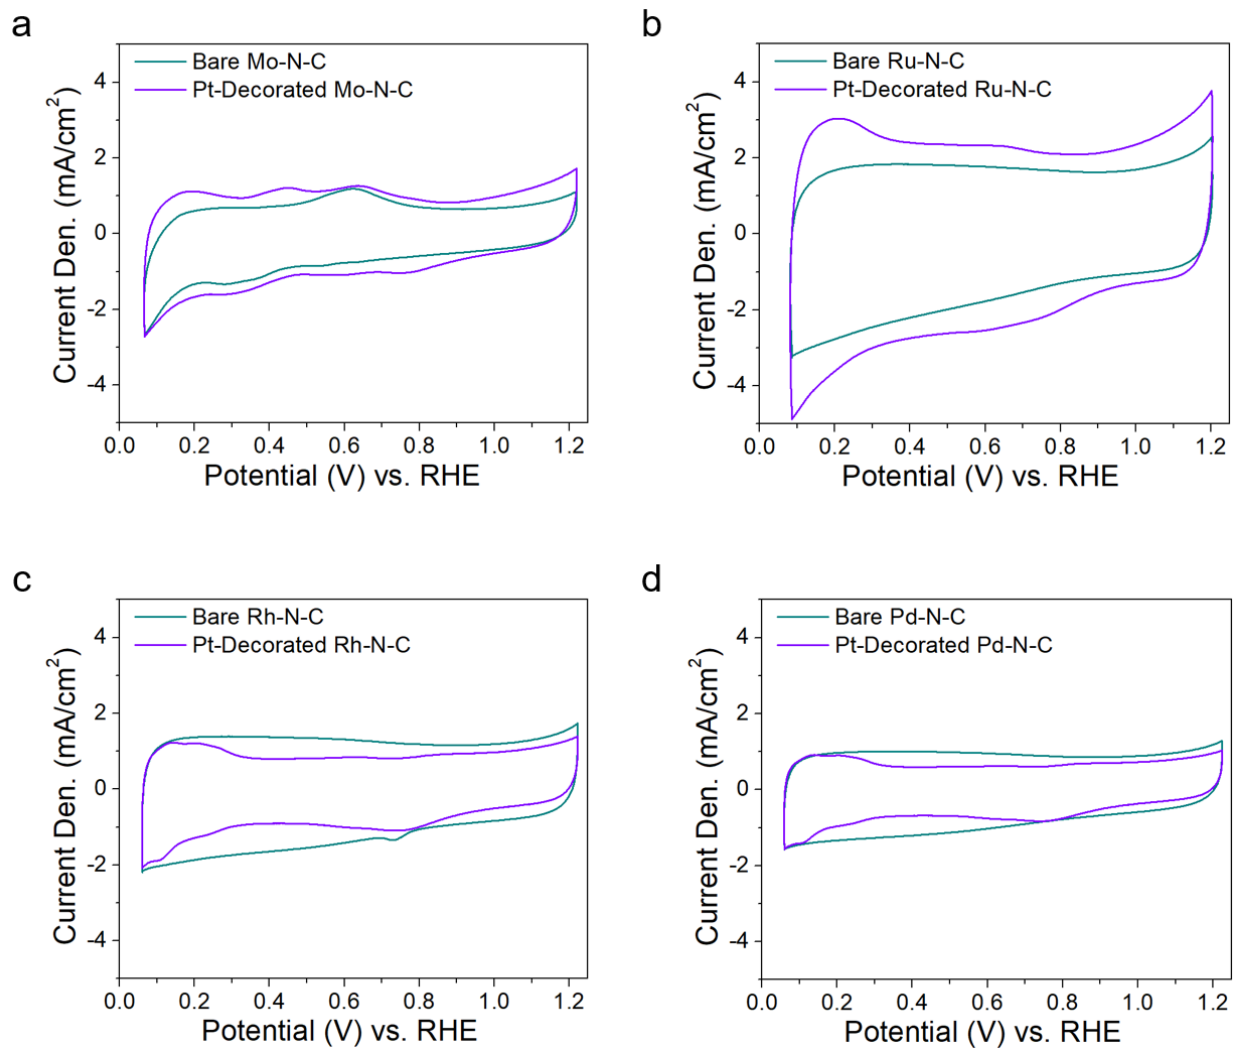 a
Bare Mo-N-C
Pt-Decorated Mo-N-C
Current Den. (mA/cm²)
4
2
0
-2
-4
0.0 0.2 0.4 0.6 0.8 1.0 1.2
Potential (V) vs. RHE
b
Bare Ru-N-C
Pt-Decorated Ru-N-C
Current Den. (mA/cm²)
4
2
0
-2
-4
0.0 0.2 0.4 0.6 0.8 1.0 1.2
Potential (V) vs. RHE
c
Bare Rh-N-C
Pt-Decorated Rh-N-C
Current Den. (mA/cm²)
4
2
0
-2
-4
0.0 0.2 0.4 0.6 0.8 1.0 1.2
Potential (V) vs. RHE
d
Bare Pd-N-C
Pt-Decorated Pd-N-C
Current Den. (mA/cm²)
4
2
0
-2
-4
0.0 0.2 0.4 0.6 0.8 1.0 1.2
Potential (V) vs. RHE